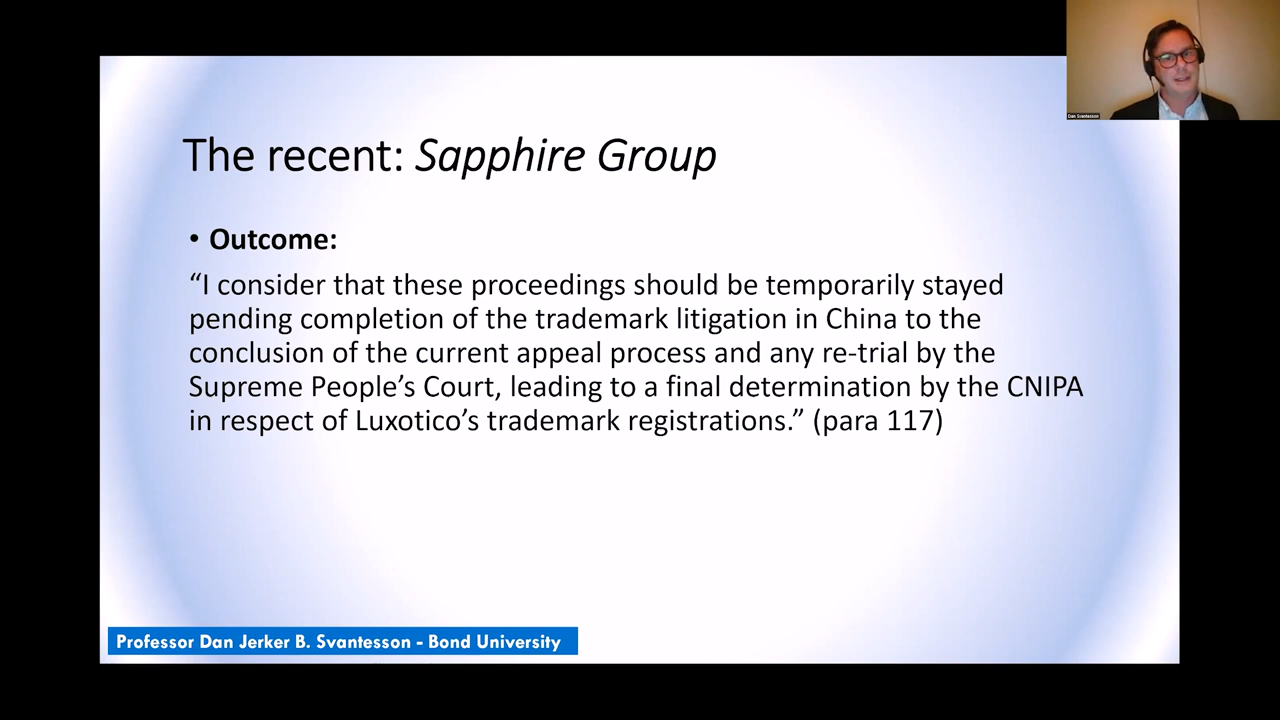 Dan Svantesson
The recent: Sapphire Group
• Outcome:
“I consider that these proceedings should be temporarily stayed
pending completion of the trademark litigation in China to the
conclusion of the current appeal process and any re-trial by the
Supreme People’s Court, leading to a final determination by the CNIPA
in respect of Luxotico’s trademark registrations.” (para 117)
Professor Dan Jerker B. Svantesson - Bond University